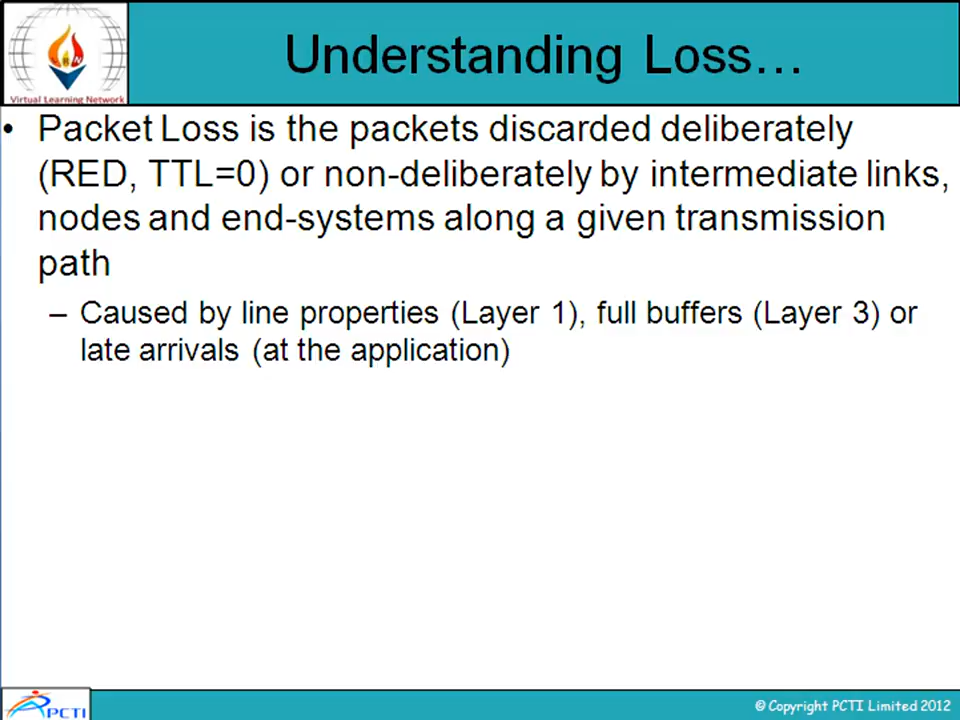 Understanding Loss…
Virtual Learning Network
• Packet Loss is the packets discarded deliberately
(RED, TTL=0) or non-deliberately by intermediate links,
nodes and end-systems along a given transmission
path
– Caused by line properties (Layer 1), full buffers (Layer 3) or
late arrivals (at the application)
PCTI
© Copyright PCTI Limited 2012